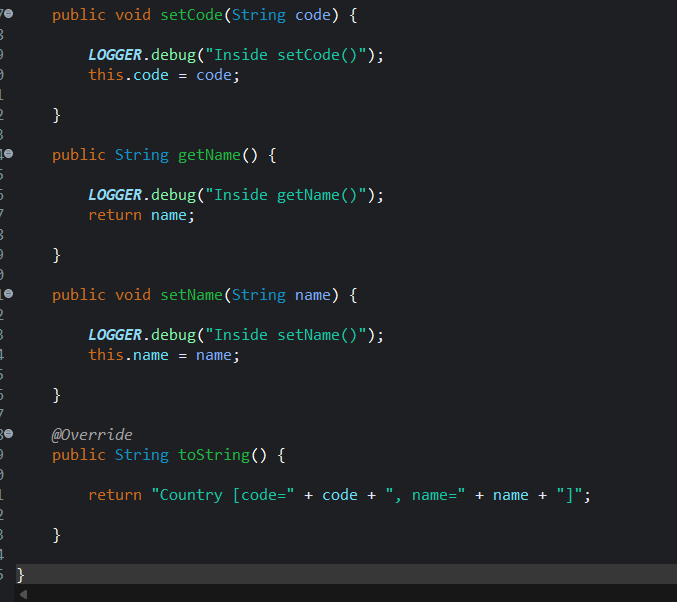 public void setCode(String code) {
LOGGER.debug("Inside setCode()");
this.code = code;
}
public String getName() {
LOGGER.debug("Inside getName()");
return name;
}
public void setName(String name) {
LOGGER.debug("Inside setName()");
this.name = name;
}
@Override
public String toString() {
return "Country [code=" + code + ", name=" + name + "]";
}
}